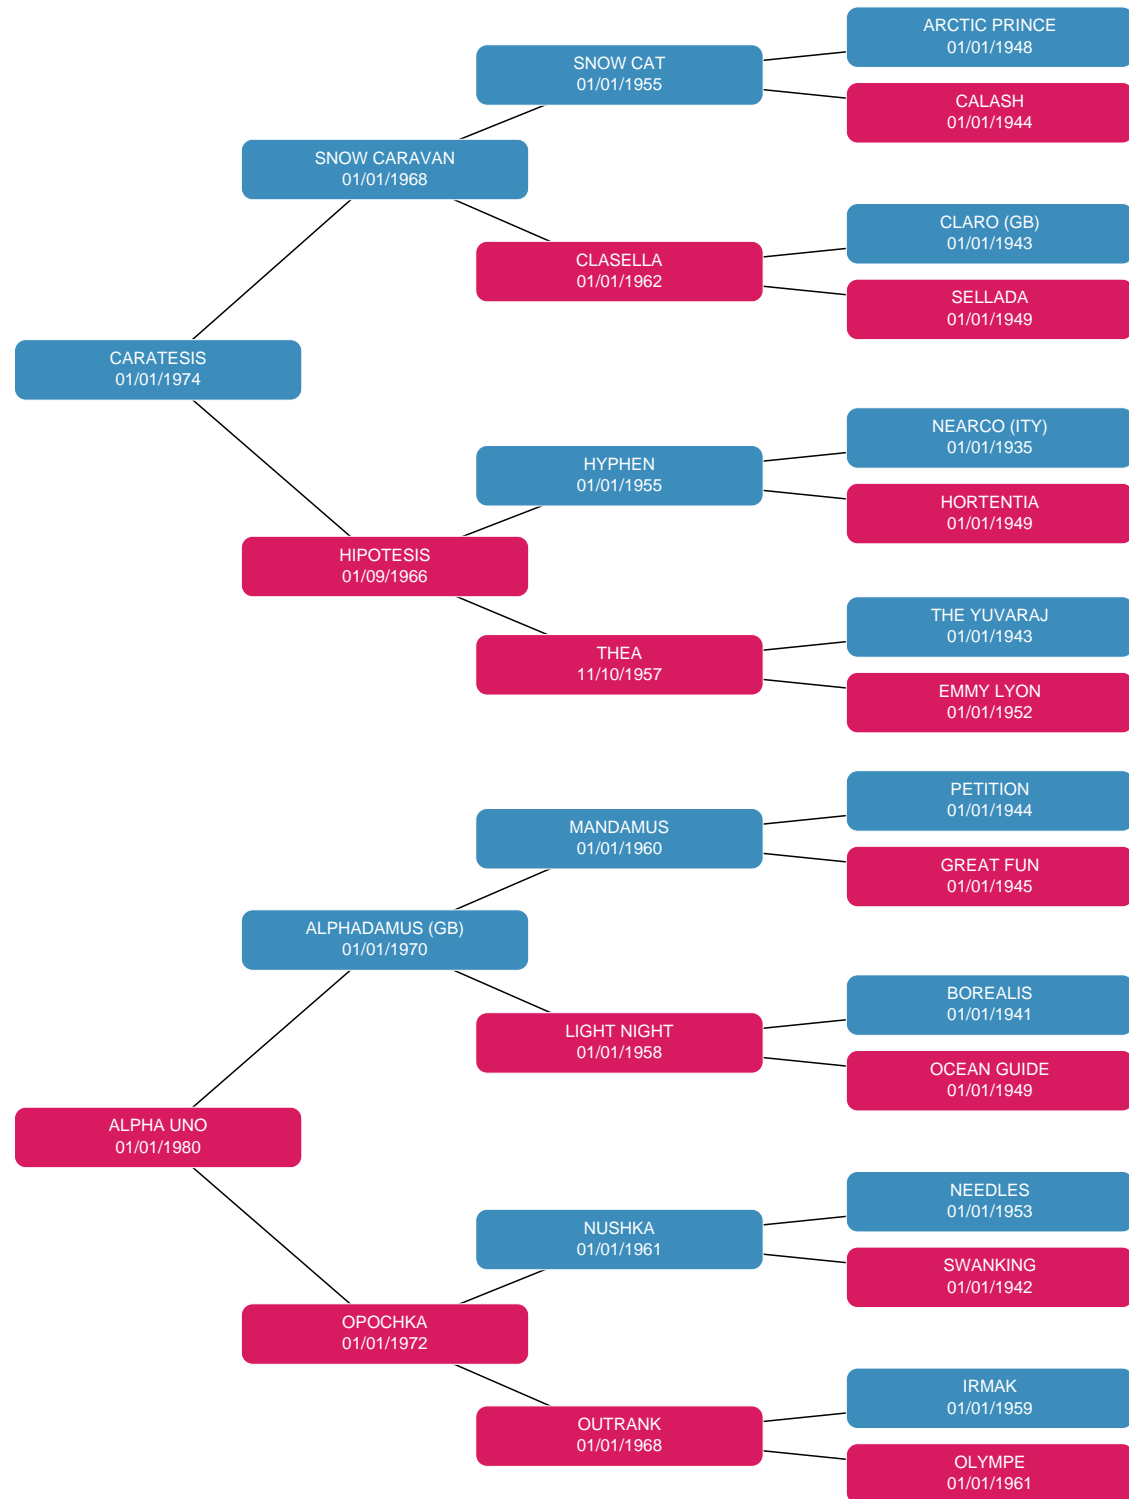 ARCTIC PRINCE
01/01/1948
SNOW CAT
01/01/1955
CALASH
01/01/1944
SNOW CARAVAN
01/01/1968
CLARO (GB)
01/01/1943
CLASELLA
01/01/1962
SELLADA
01/01/1949
CARATESIS
01/01/1974
NEARCO (ITY)
01/01/1935
HYPHEN
01/01/1955
HORTENTIA
01/01/1949
HIPOTESIS
01/09/1966
THE YUVARAJ
01/01/1943
THEA
11/10/1957
EMMY LYON
01/01/1952
PETITION
01/01/1944
MANDAMUS
01/01/1960
GREAT FUN
01/01/1945
ALPHADAMUS (GB)
01/01/1970
BOREALIS
01/01/1941
LIGHT NIGHT
01/01/1958
OCEAN GUIDE
01/01/1949
ALPHA UNO
01/01/1980
NEEDLES
01/01/1953
NUSHKA
01/01/1961
SWANKING
01/01/1942
OPOCHKA
01/01/1972
IRMAK
01/01/1959
OUTRANK
01/01/1968
OLYMPE
01/01/1961